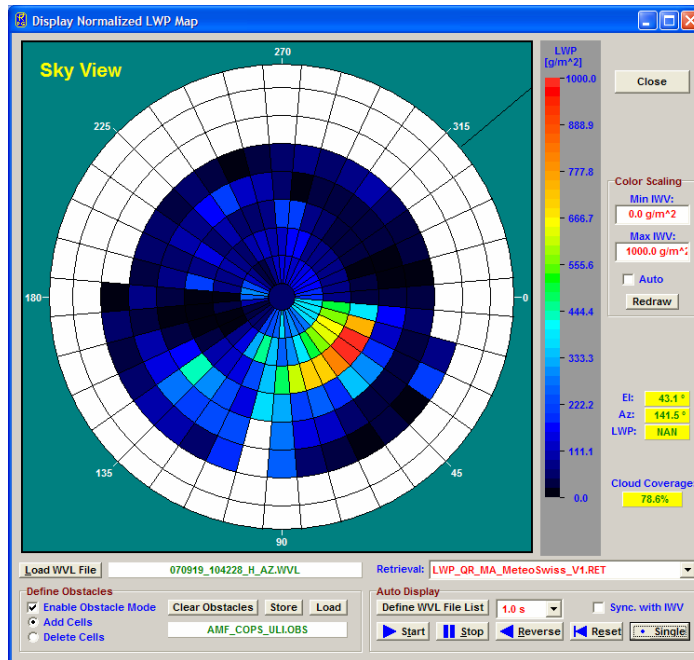 Display Normalized LWP Map
Sky View
270
225
315
180
0
135
45
90
LWP
[g/m^2]
1000.0
888.9
777.8
666.7
555.6
444.4
333.3
222.2
111.1
0.0
Close
Color Scaling
Min IWV:
0.0 g/m^2
Max IWV:
1000.0 g/m^2
Auto
Redraw
El: 43.1 °
Az: 141.5 °
LWP: NAN
Cloud Coverage:
78.6%
Load WVL File 070919_104228_H_AZ.WVL Retrieval: LWP_QR_MA_MeteoSwiss_V1.RET
Define Obstacles
Enable Obstacle Mode Clear Obstacles Store Load
Add Cells
Delete Cells
AMF_COPS_ULI.OBS
Auto Display
Define WVL File List 1.0 s Sync. with IWV
Start Stop Reverse Reset Single